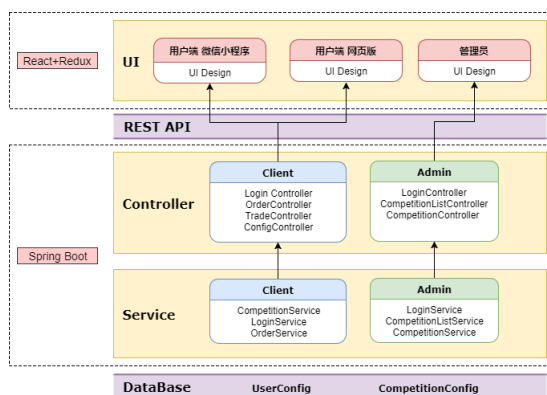 用户端 微信小程序
UI Design
用户端 网页版
UI Design
管理员
UI Design
React+Redux
UI
REST API
Client
Login Controller
OrderController
TradeController
ConfigController
Admin
LoginController
CompetitionListController
CompetitionController
Controller
Spring Boot
Client
CompetitionService
LoginService
OrderService
Admin
LoginService
CompetitionListService
CompetitionService
Service
DataBase
UserConfig
CompetitionConfig